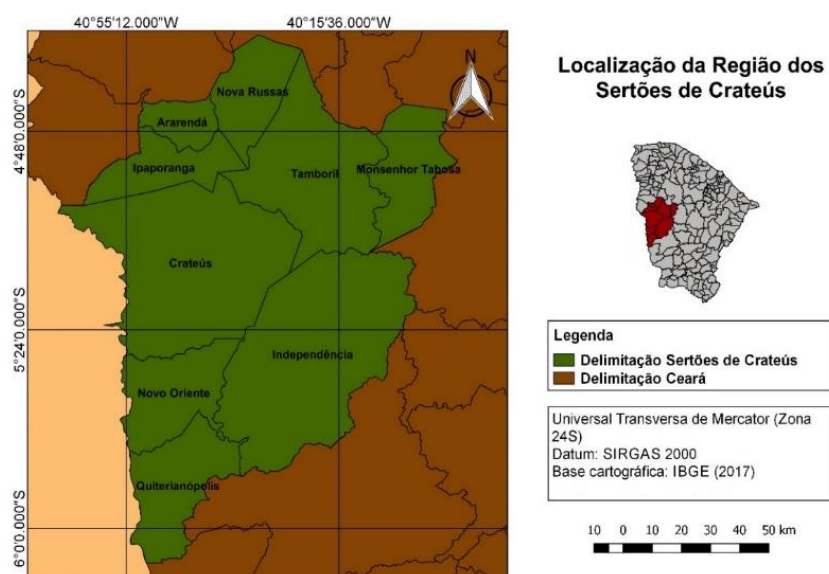 40°55'12.000"W
40°15'36.000"W
Localização da Região dos
Sertões de Crateús
N
Nova Russas
Ararendá
4°48'0.000"S
Ipaporanga
Tamboril
Monsenhor Tabosa
Crateús
5°24'0.000"S
Independência
Novo Oriente
Quiterianópolis
6°0'0.000"S
Legenda
Delimitação Sertões de Crateús
Delimitação Ceará
Universal Transversa de Mercator (Zona
24S)
Datum: SIRGAS 2000
Base cartográfica: IBGE (2017)
10 0 10 20 30 40 50 km